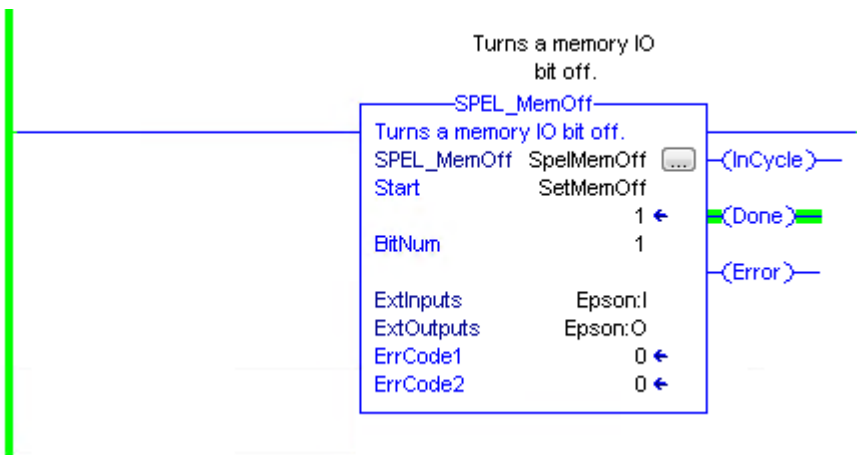 Turns a memory IO
bit off.
SPEL_MemOff
Turns a memory IO bit off.
SPEL_MemOff SpelMemOff ...
(InCycle)
Start SetMemOff
1
(Done)
BitNum 1
(Error)
ExtInputs Epson:I
ExtOutputs Epson:O
ErrCode1 0
ErrCode2 0